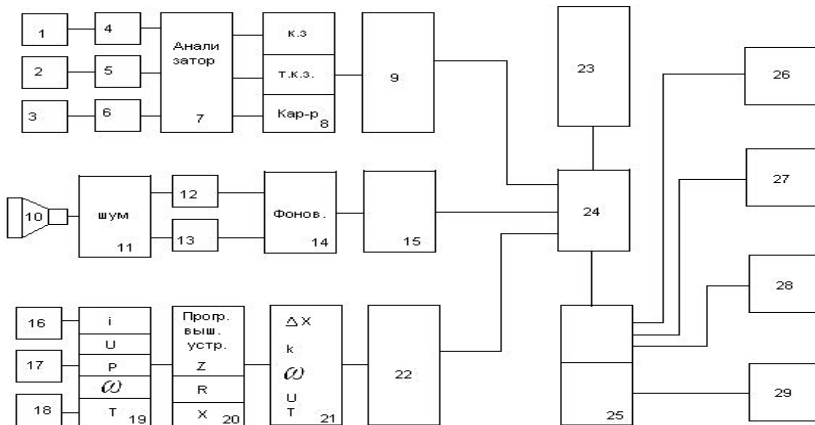 1
4
Анали
затор
7
к.з
т.к.з.
Кар-р
8
9
2
5
3
6
23
26
10
шум
11
12
13
Фонов.
14
15
24
27
28
16
17
18
i
U
P
ω
T
19
Прогр.
выш.
устр.
Z
R
X
20
ΔX
k
ω
U
T
21
22
25
29